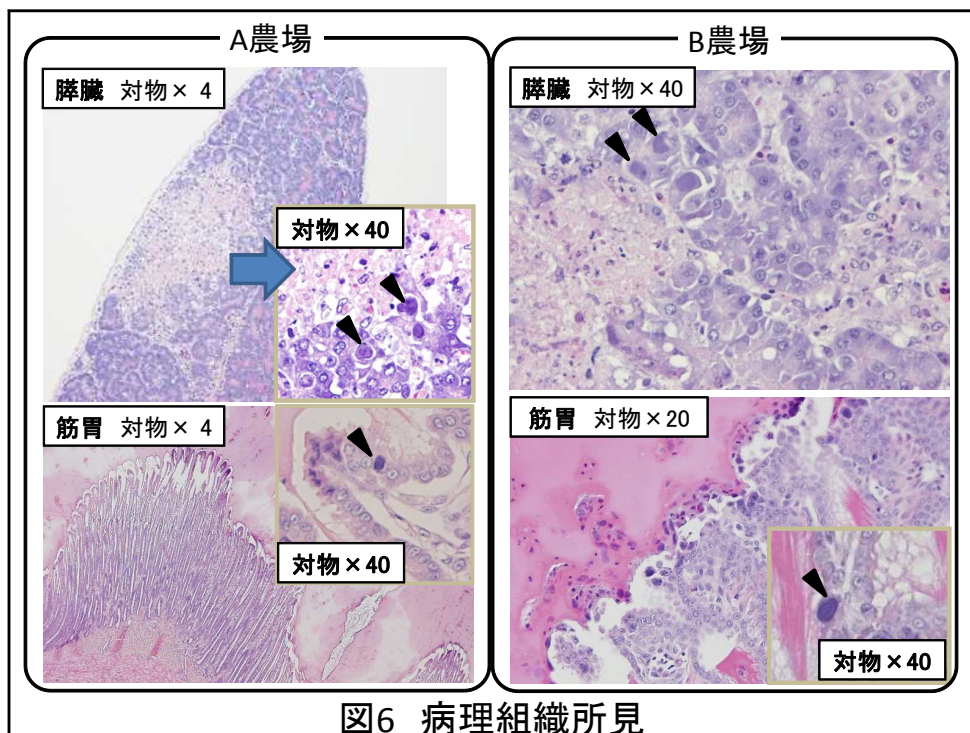 A農場
膵臓 対物× 4
対物×40
筋胃 対物× 4
対物×40
B農場
膵臓 対物×40
筋胃 対物×20
対物×40
図6 病理組織所見